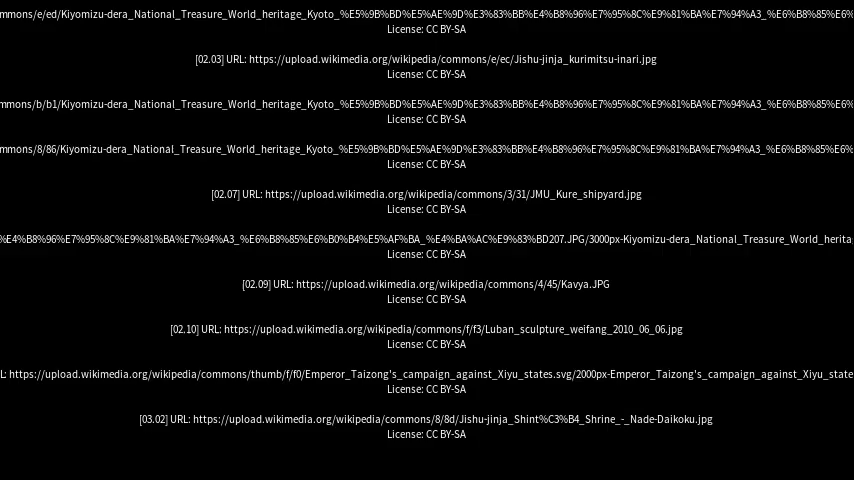 mmons/e/ed/Kiyomizu-dera_National_Treasure_World_heritage_Kyoto_%E5%9B%BD%E5%AE%9D%E3%83%BB%E4%B8%96%E7%95%8C%E9%81%BA%E7%94%A3_%E6%B8%85%E6%
License: CC BY-SA
[02.03] URL: https://upload.wikimedia.org/wikipedia/commons/e/ec/Jishu-jinja_kurimitsu-inari.jpg
License: CC BY-SA
mmons/b/b1/Kiyomizu-dera_National_Treasure_World_heritage_Kyoto_%E5%9B%BD%E5%AE%9D%E3%83%BB%E4%B8%96%E7%95%8C%E9%81%BA%E7%94%A3_%E6%B8%85%E6%
License: CC BY-SA
mmons/8/86/Kiyomizu-dera_National_Treasure_World_heritage_Kyoto_%E5%9B%BD%E5%AE%9D%E3%83%BB%E4%B8%96%E7%95%8C%E9%81%BA%E7%94%A3_%E6%B8%85%E6%
License: CC BY-SA
[02.07] URL: https://upload.wikimedia.org/wikipedia/commons/3/31/JMU_Kure_shipyard.jpg
License: CC BY-SA
%E4%B8%96%E7%95%8C%E9%81%BA%E7%94%A3_%E6%B8%85%E6%B0%B4%E5%AF%BA_%E4%BA%AC%E9%83%BD207.JPG/3000px-Kiyomizu-dera_National_Treasure_World_herita
License: CC BY-SA
[02.09] URL: https://upload.wikimedia.org/wikipedia/commons/4/45/Kavya.JPG
License: CC BY-SA
[02.10] URL: https://upload.wikimedia.org/wikipedia/commons/f/f3/Luban_sculpture_weifang_2010_06_06.jpg
License: CC BY-SA
L: https://upload.wikimedia.org/wikipedia/commons/thumb/f/f0/Emperor_Taizong's_campaign_against_Xiyu_states.svg/2000px-Emperor_Taizong's_campaign_against_Xiyu_state
License: CC BY-SA
[03.02] URL: https://upload.wikimedia.org/wikipedia/commons/8/8d/Jishu-jinja_Shint%C3%B4_Shrine_-_Nade-Daikoku.jpg
License: CC BY-SA